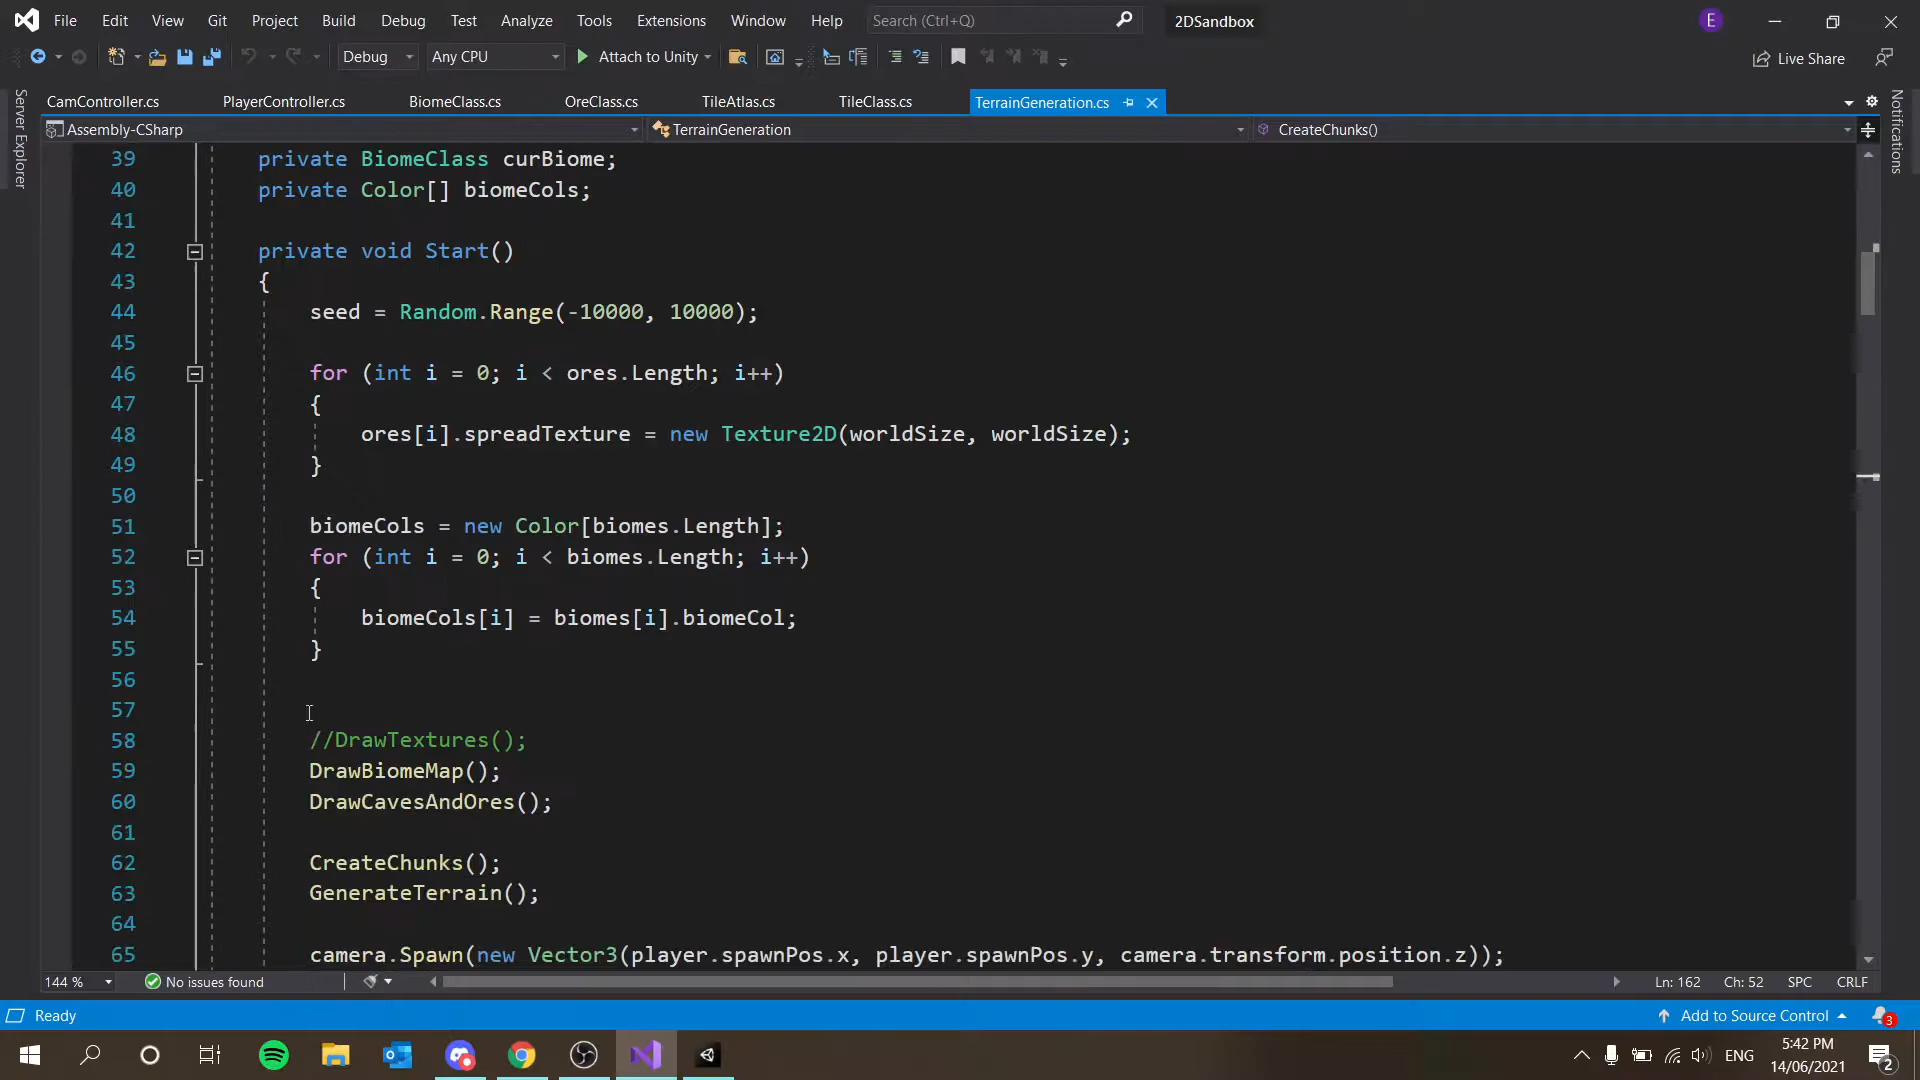 File Edit View Git Project Build Debug Test Analyze Tools Extensions Window Help Search (Ctrl+Q) 2DSandbox E
Debug Any CPU Attach to Unity Live Share
Server Explorer
Notifications
CamController.cs PlayerController.cs BiomeClass.cs OreClass.cs TileAtlas.cs TileClass.cs TerrainGeneration.cs
Assembly-CSharp TerrainGeneration CreateChunks()
39 private BiomeClass curBiome;
40 private Color[] biomeCols;
41
42 private void Start()
43 {
44 seed = Random.Range(-10000, 10000);
45
46 for (int i = 0; i < ores.Length; i++)
47 {
48 ores[i].spreadTexture = new Texture2D(worldSize, worldSize);
49 }
50
51 biomeCols = new Color[biomes.Length];
52 for (int i = 0; i < biomes.Length; i++)
53 {
54 biomeCols[i] = biomes[i].biomeCol;
55 }
56
57
58 //DrawTextures();
59 DrawBiomeMap();
60 DrawCavesAndOres();
61
62 CreateChunks();
63 GenerateTerrain();
64
65 camera.Spawn(new Vector3(player.spawnPos.x, player.spawnPos.y, camera.transform.position.z));
144 % No issues found Ln: 162 Ch: 52 SPC CRLF
Ready Add to Source Control 3
ENG 5:42 PM
14/06/2021 2